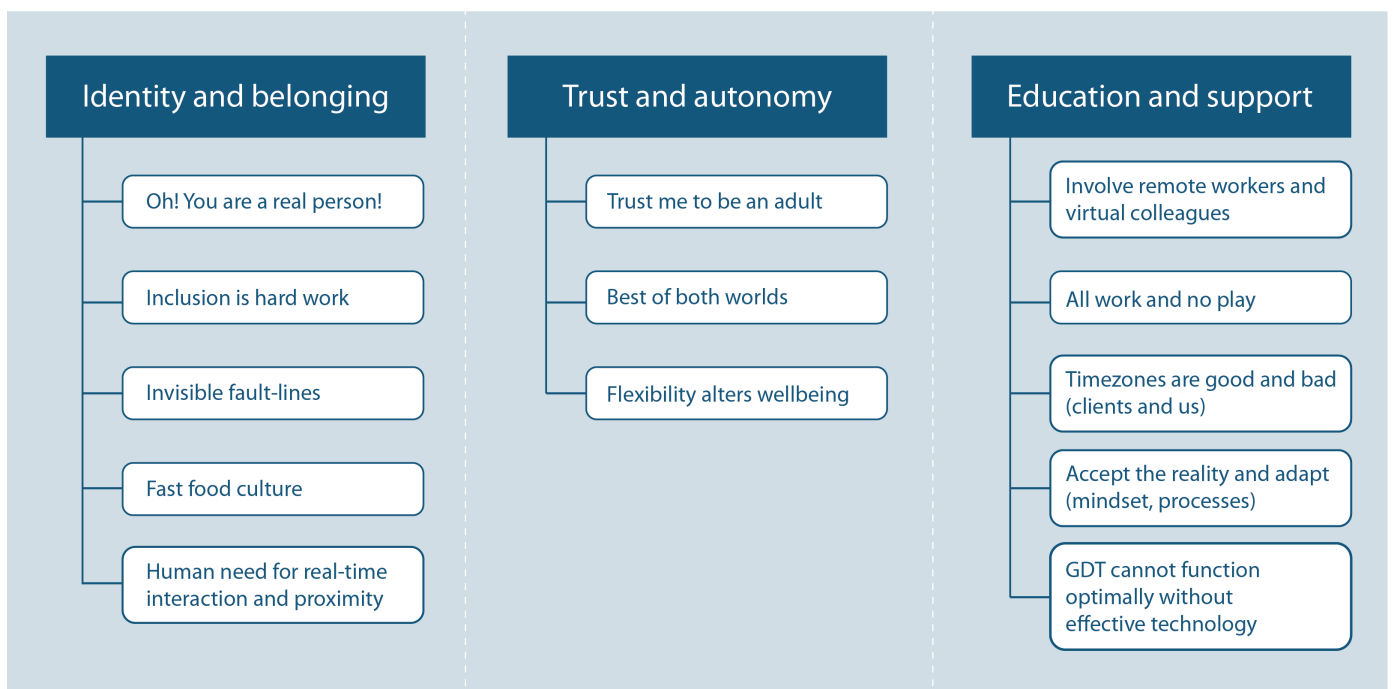 Identity and belonging
Oh! You are a real person!
Inclusion is hard work
Invisible fault-lines
Fast food culture
Human need for real-time
interaction and proximity
Trust and autonomy
Trust me to be an adult
Best of both worlds
Flexibility alters wellbeing
Education and support
Involve remote workers and
virtual colleagues
All work and no play
Timezones are good and bad
(clients and us)
Accept the reality and adapt
(mindset, processes)
GDT cannot function
optimally without
effective technology